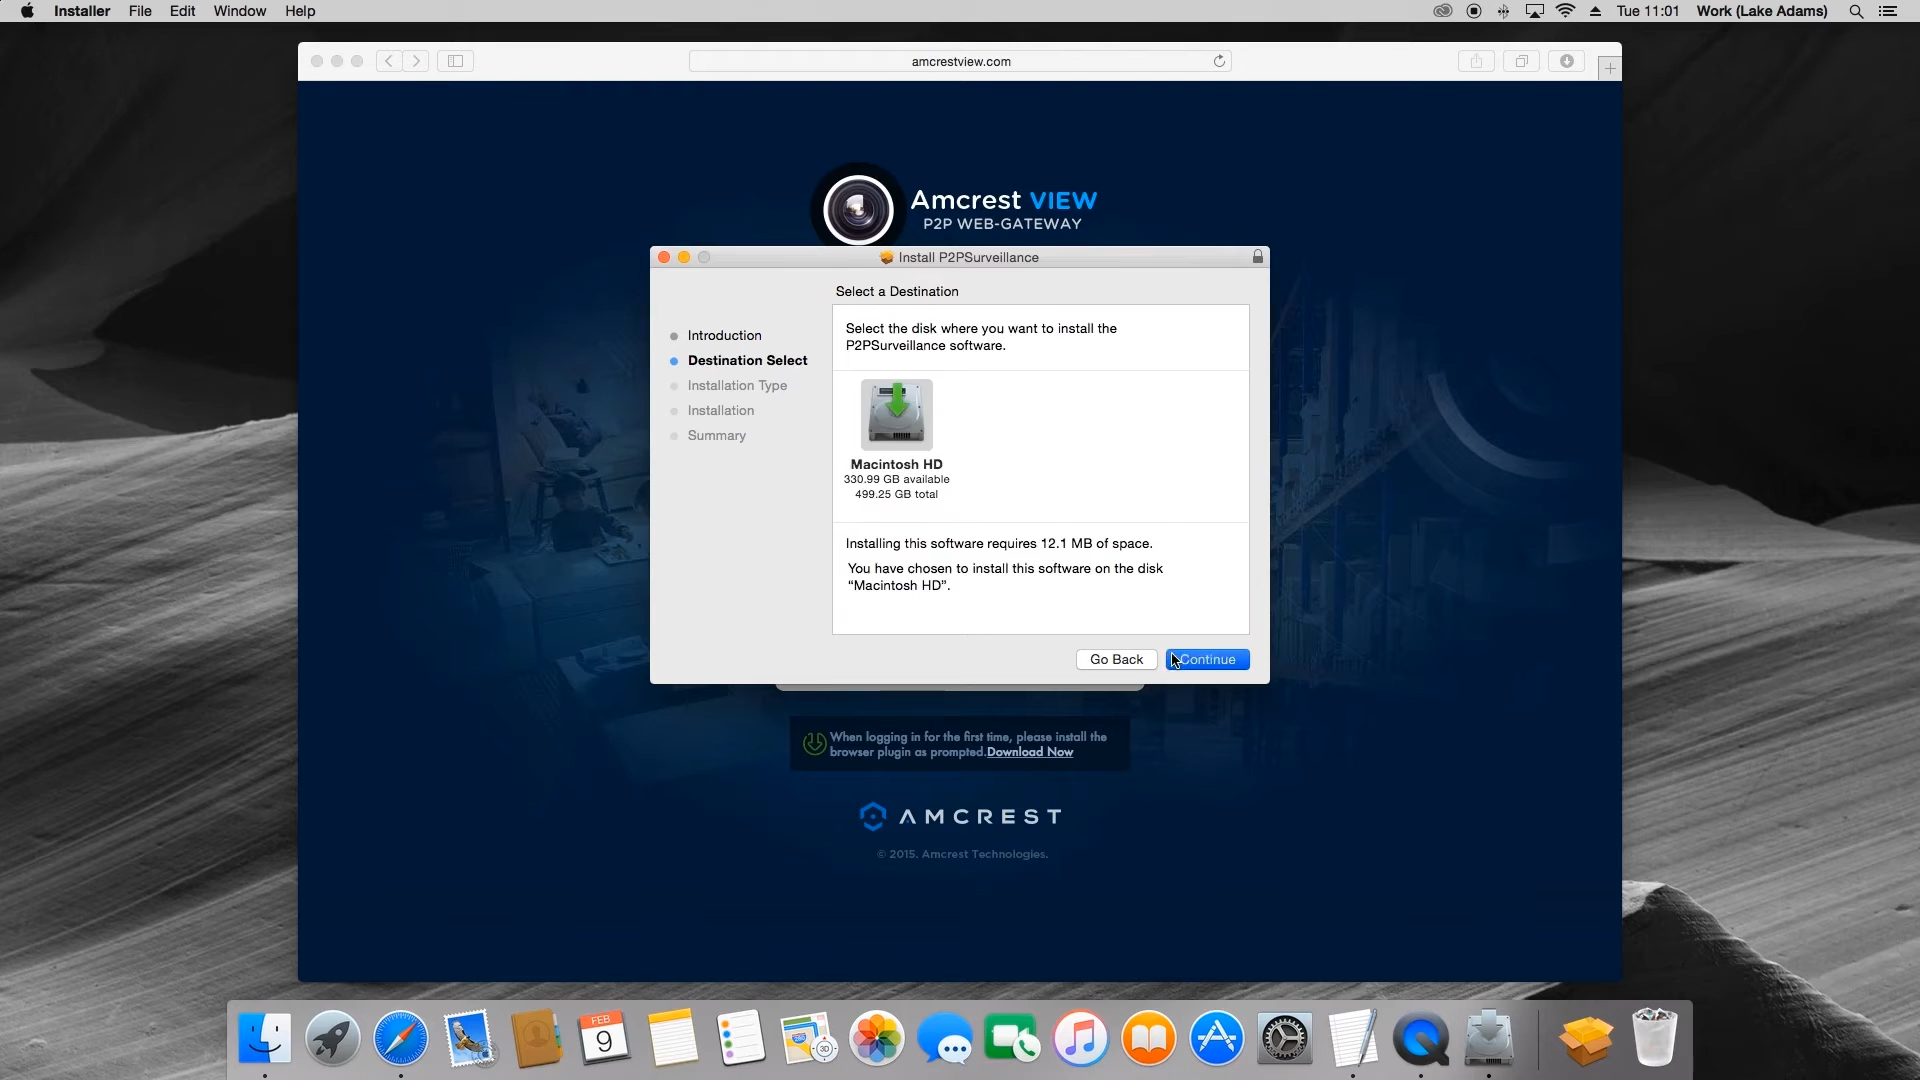 Installer File Edit Window Help Tue 11:01 Work (Lake Adams)
amcrestview.com
Amcrest VIEW
P2P WEB-GATEWAY
Install P2PSurveillance
Select a Destination
Introduction
Destination Select
Installation Type
Installation
Summary
Select the disk where you want to install the
P2PSurveillance software.
Macintosh HD
330.99 GB available
499.25 GB total
Installing this software requires 12.1 MB of space.
You have chosen to install this software on the disk
“Macintosh HD”.
Go Back Continue
When logging in for the first time, please install the
browser plugin as prompted.Download Now
AMCREST
© 2015. Amcrest Technologies.
FEB
9
3D